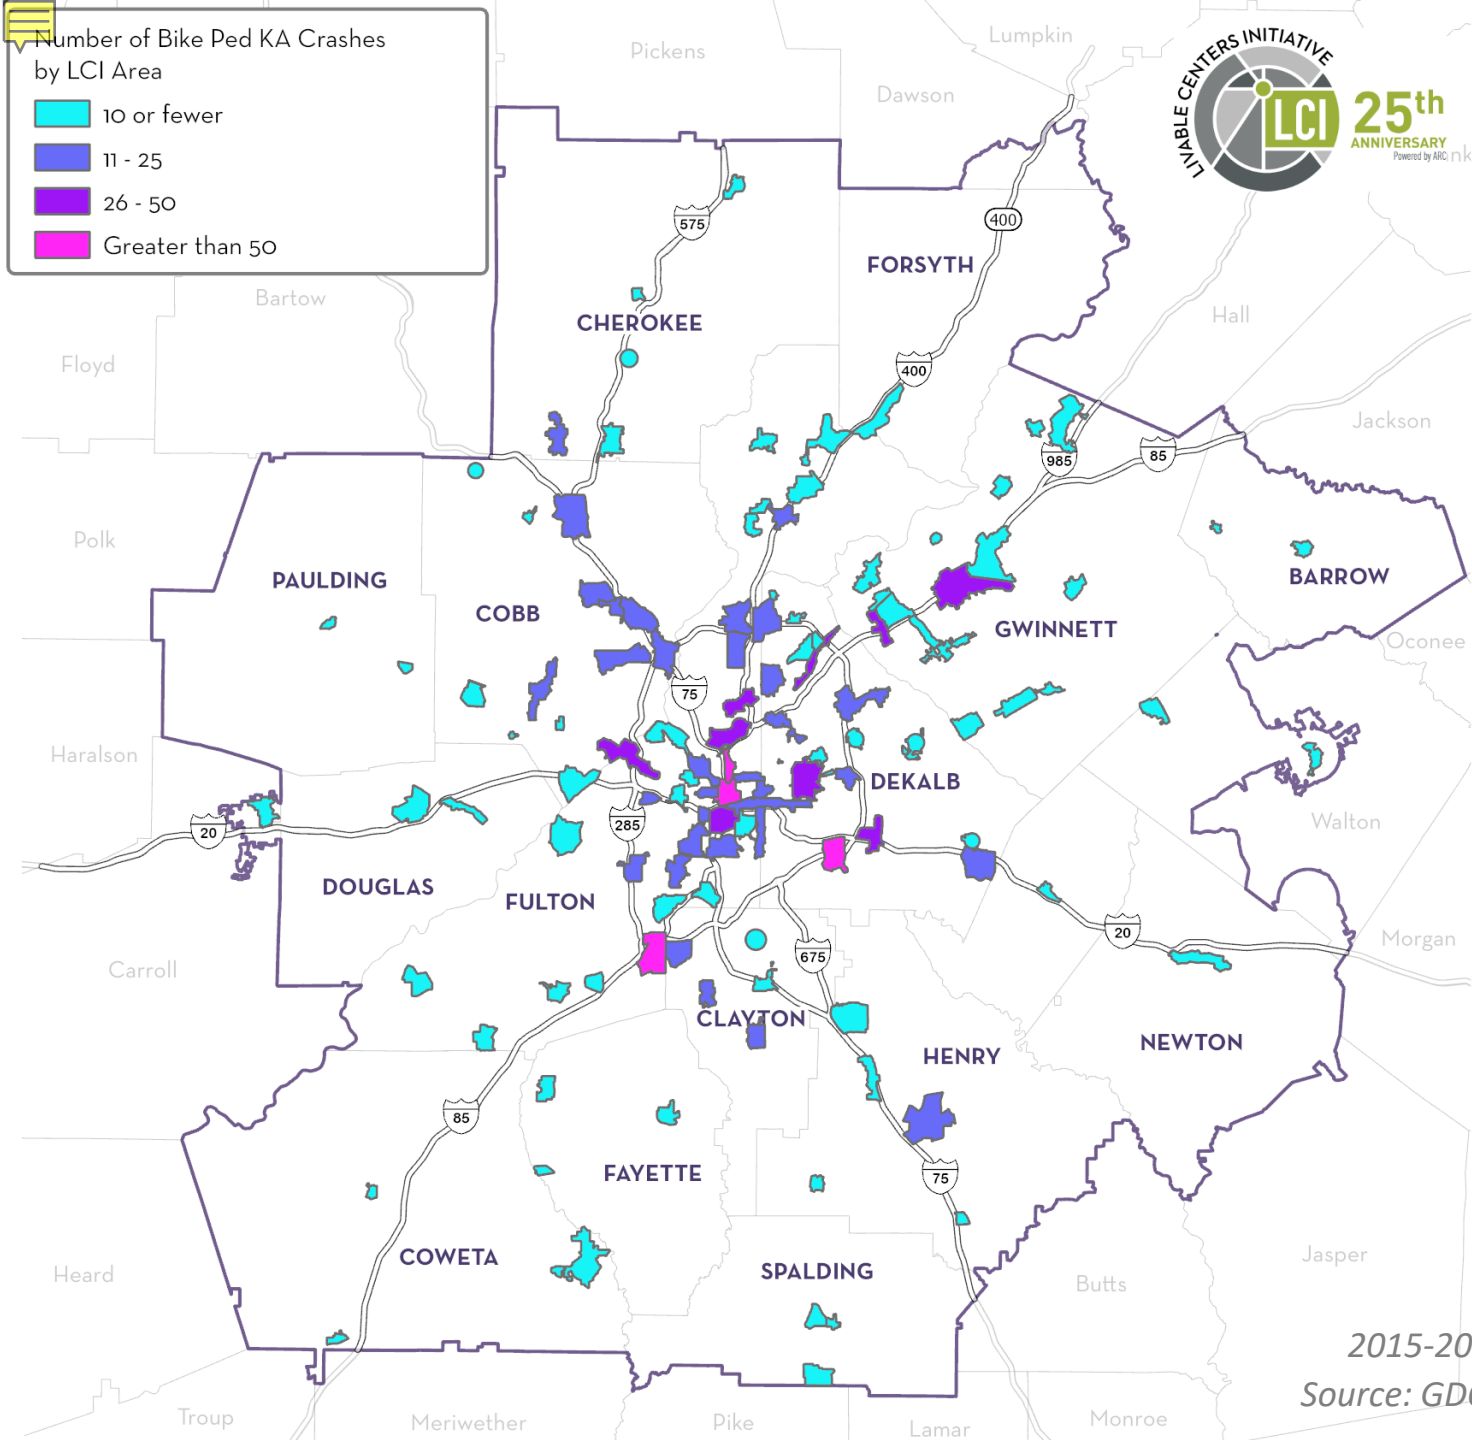 Number of Bike Ped KA Crashes
by LCI Area
10 or fewer
11 - 25
26 - 50
Greater than 50
LIVABLE CENTERS INITIATIVE
LCI
25th
ANNIVERSARY
Powered by ARC
Pickens
Lumpkin
Dawson
575
400
FORSYTH
Bartow
Hall
CHEROKEE
Floyd
400
Jackson
985
85
Polk
PAULDING
BARROW
COBB
GWINNETT
Oconee
75
Haralson
DEKALB
20
285
Walton
DOUGLAS
FULTON
20
Morgan
675
Carroll
CLAYTON
NEWTON
HENRY
85
FAYETTE
75
COWETA
SPALDING
Heard
Butts
Jasper
2015-20
Source: GD
Troup
Meriwether
Pike
Lamar
Monroe